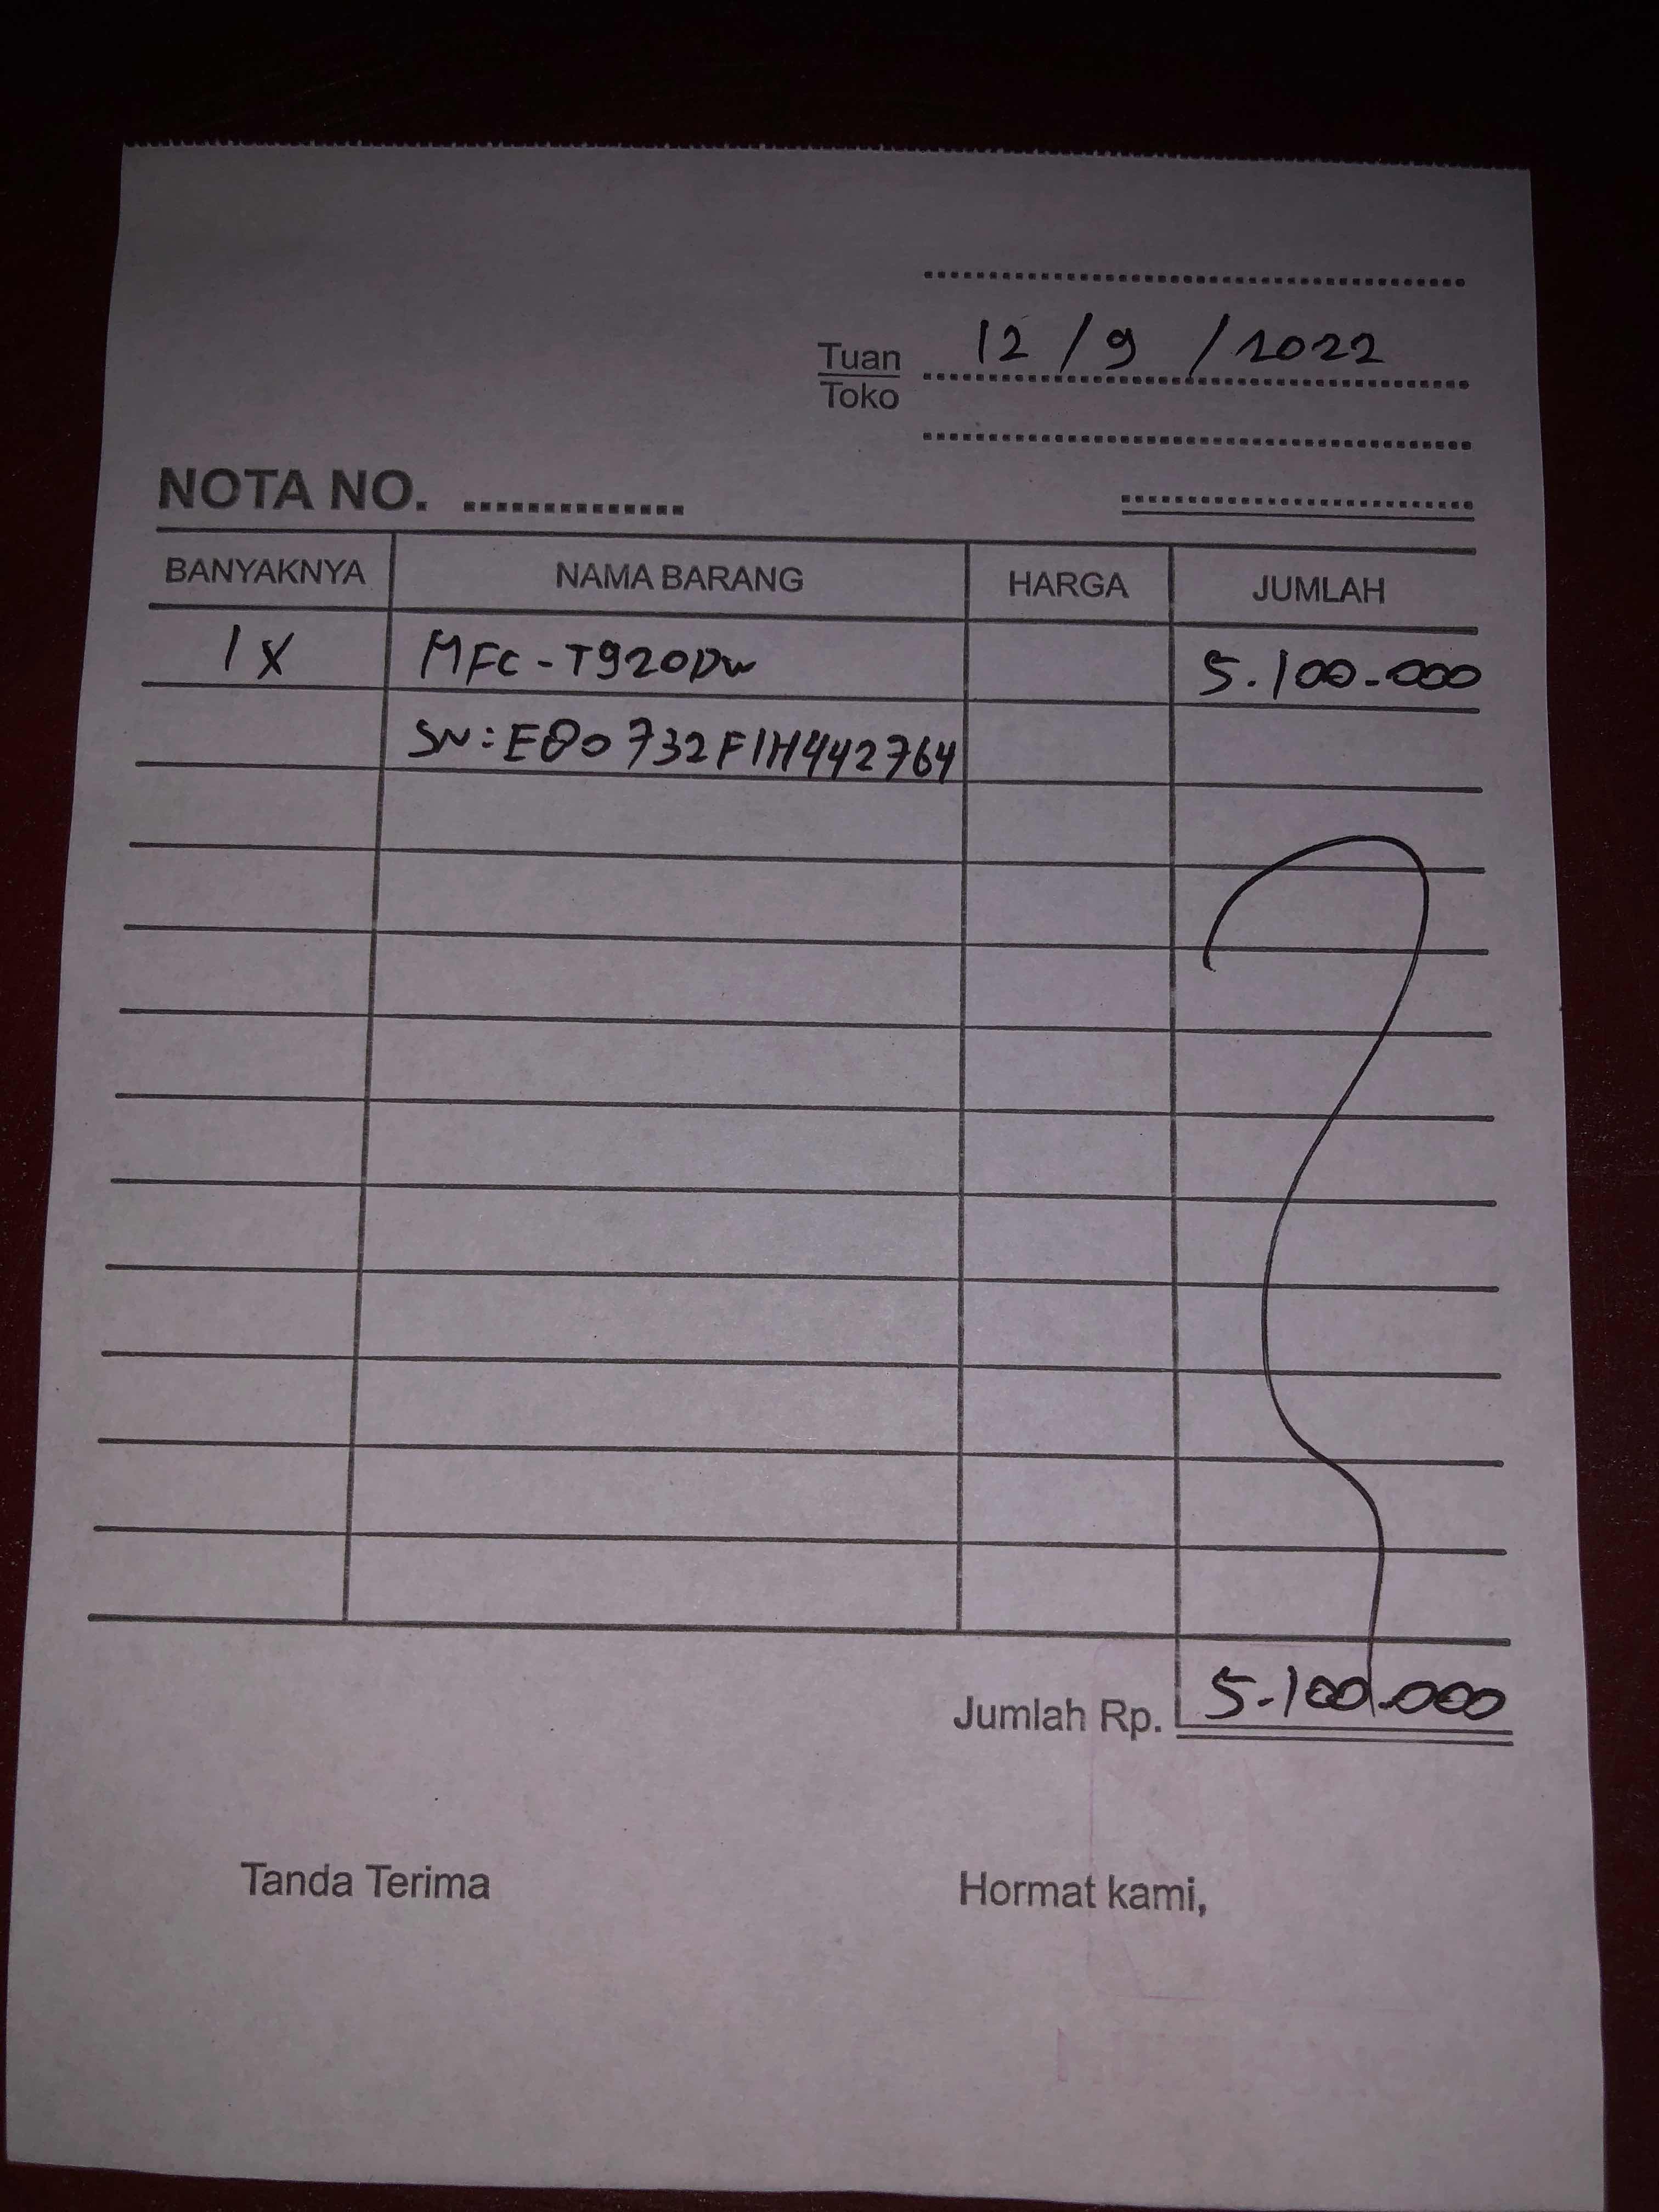 12 / 9 / 2022
Tuan
Toko
NOTA NO. ..............
BANYAKNYA NAMA BARANG HARGA JUMLAH
1 X MFC-T920DW 5.100.000
SN: E80732F1H442764
Jumlah Rp. 5.100.000
Tanda Terima Hormat kami,